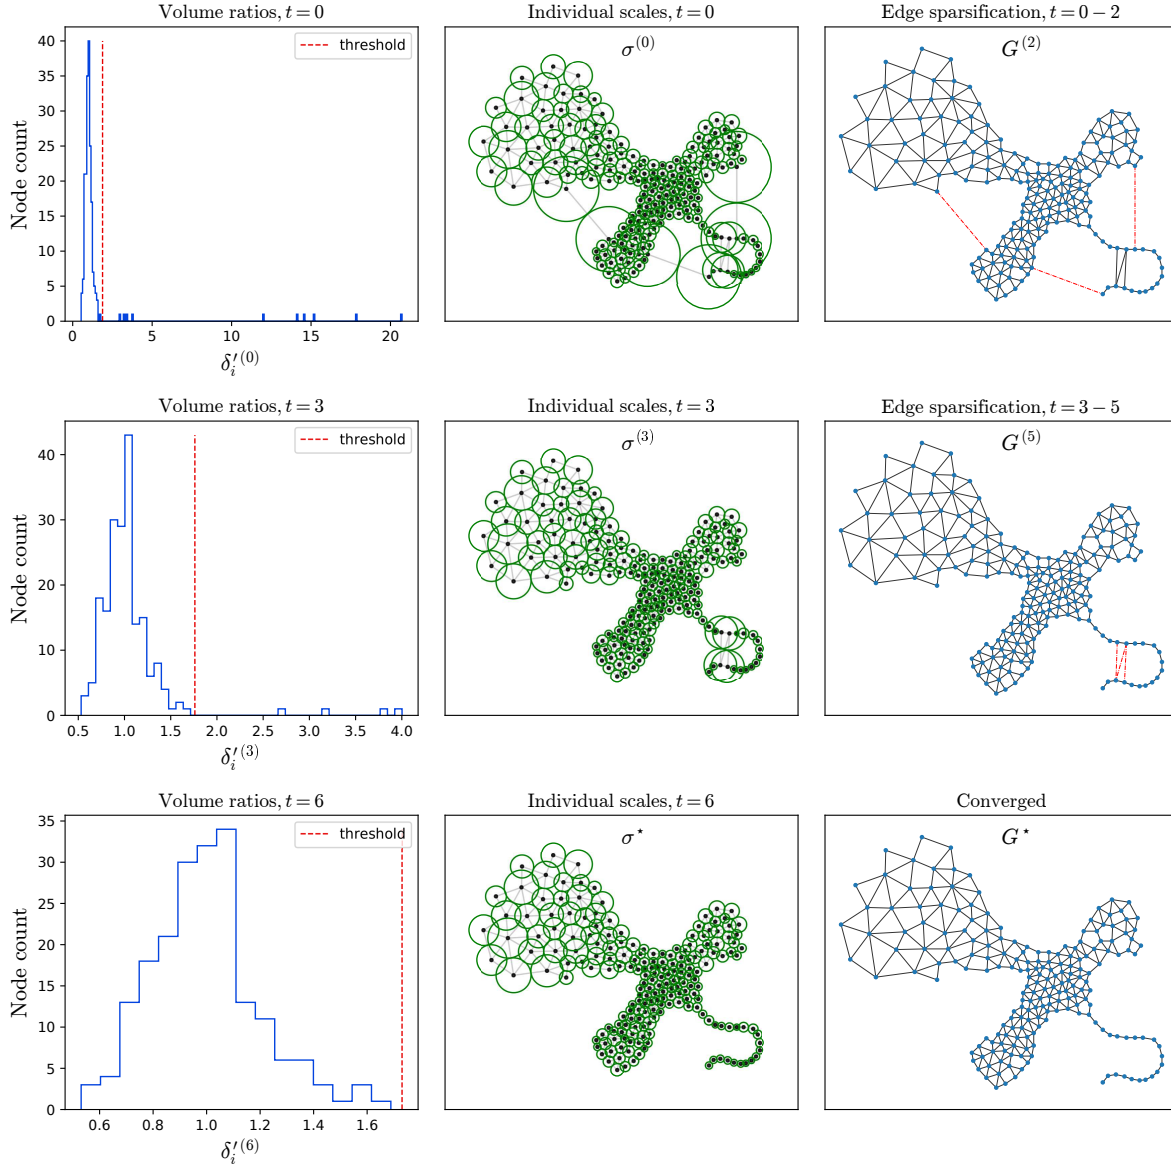 Volume ratios, t = 0
Individual scales, t = 0
Edge sparsification, t = 0 − 2
40
35
30
25
20
15
10
5
0
Node count
threshold
0
5
10
15
20
δ′ᵢ⁽⁰⁾
σ⁽⁰⁾
G⁽²⁾
Volume ratios, t = 3
Individual scales, t = 3
Edge sparsification, t = 3 − 5
40
30
20
10
0
Node count
threshold
0.5
1.0
1.5
2.0
2.5
3.0
3.5
4.0
δ′ᵢ⁽³⁾
σ⁽³⁾
G⁽⁵⁾
Volume ratios, t = 6
Individual scales, t = 6
Converged
35
30
25
20
15
10
5
0
Node count
threshold
0.6
0.8
1.0
1.2
1.4
1.6
δ′ᵢ⁽⁶⁾
σ⋆
G⋆